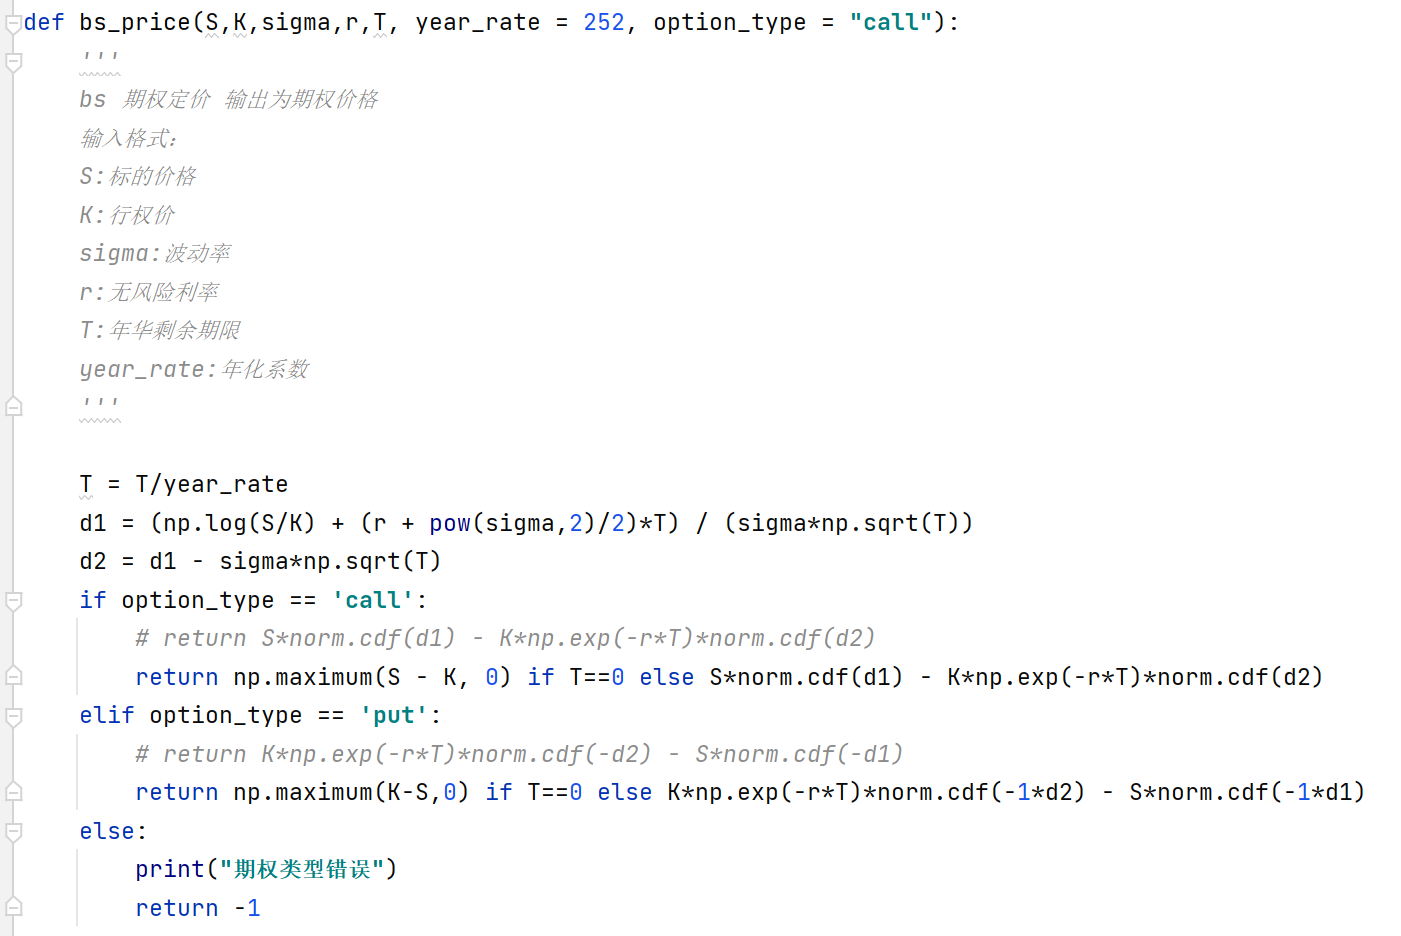 def bs_price(S,K,sigma,r,T, year_rate = 252, option_type = "call"):
'''
bs 期权定价 输出为期权价格
输入格式:
S:标的价格
K:行权价
sigma:波动率
r:无风险利率
T:年华剩余期限
year_rate:年化系数
'''
T = T/year_rate
d1 = (np.log(S/K) + (r + pow(sigma,2)/2)*T) / (sigma*np.sqrt(T))
d2 = d1 - sigma*np.sqrt(T)
if option_type == 'call':
# return S*norm.cdf(d1) - K*np.exp(-r*T)*norm.cdf(d2)
return np.maximum(S - K, 0) if T==0 else S*norm.cdf(d1) - K*np.exp(-r*T)*norm.cdf(d2)
elif option_type == 'put':
# return K*np.exp(-r*T)*norm.cdf(-d2) - S*norm.cdf(-d1)
return np.maximum(K-S,0) if T==0 else K*np.exp(-r*T)*norm.cdf(-1*d2) - S*norm.cdf(-1*d1)
else:
print("期权类型错误")
return -1